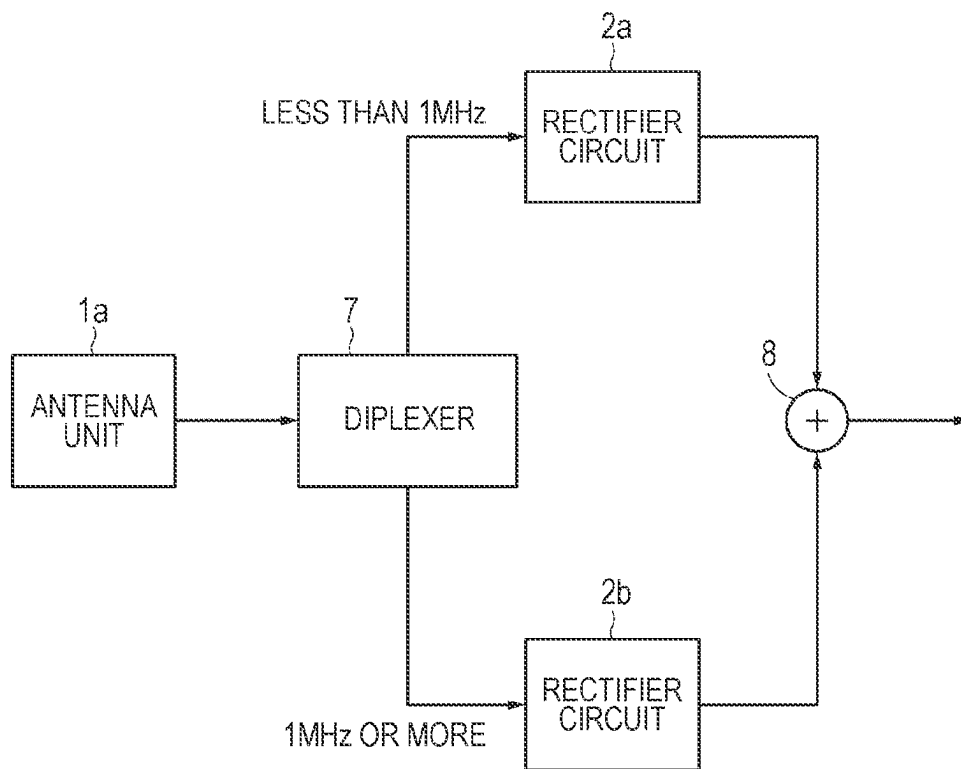 2a
LESS THAN 1MHz
RECTIFIER
CIRCUIT
1a
7
ANTENNA
UNIT
DIPLEXER
8
+
2b
RECTIFIER
CIRCUIT
1MHz OR MORE